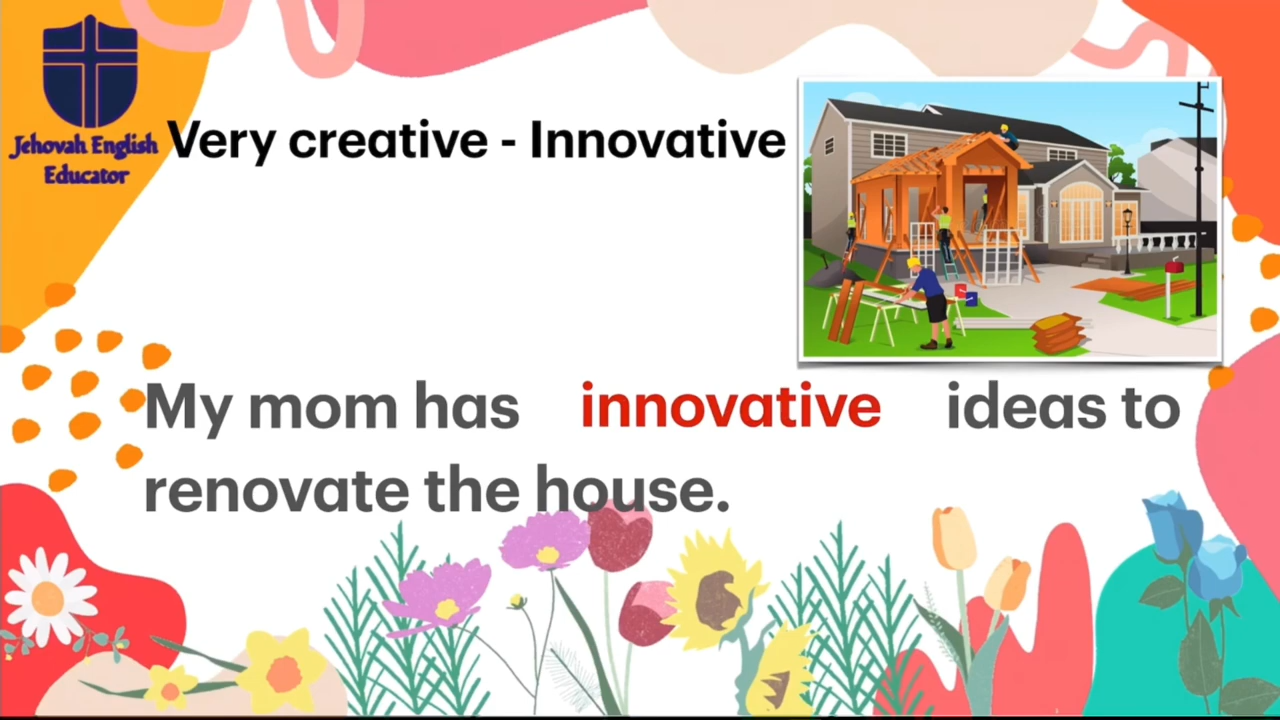 Jehovah English
Educator
Very creative - Innovative
My mom has innovative ideas to
renovate the house.